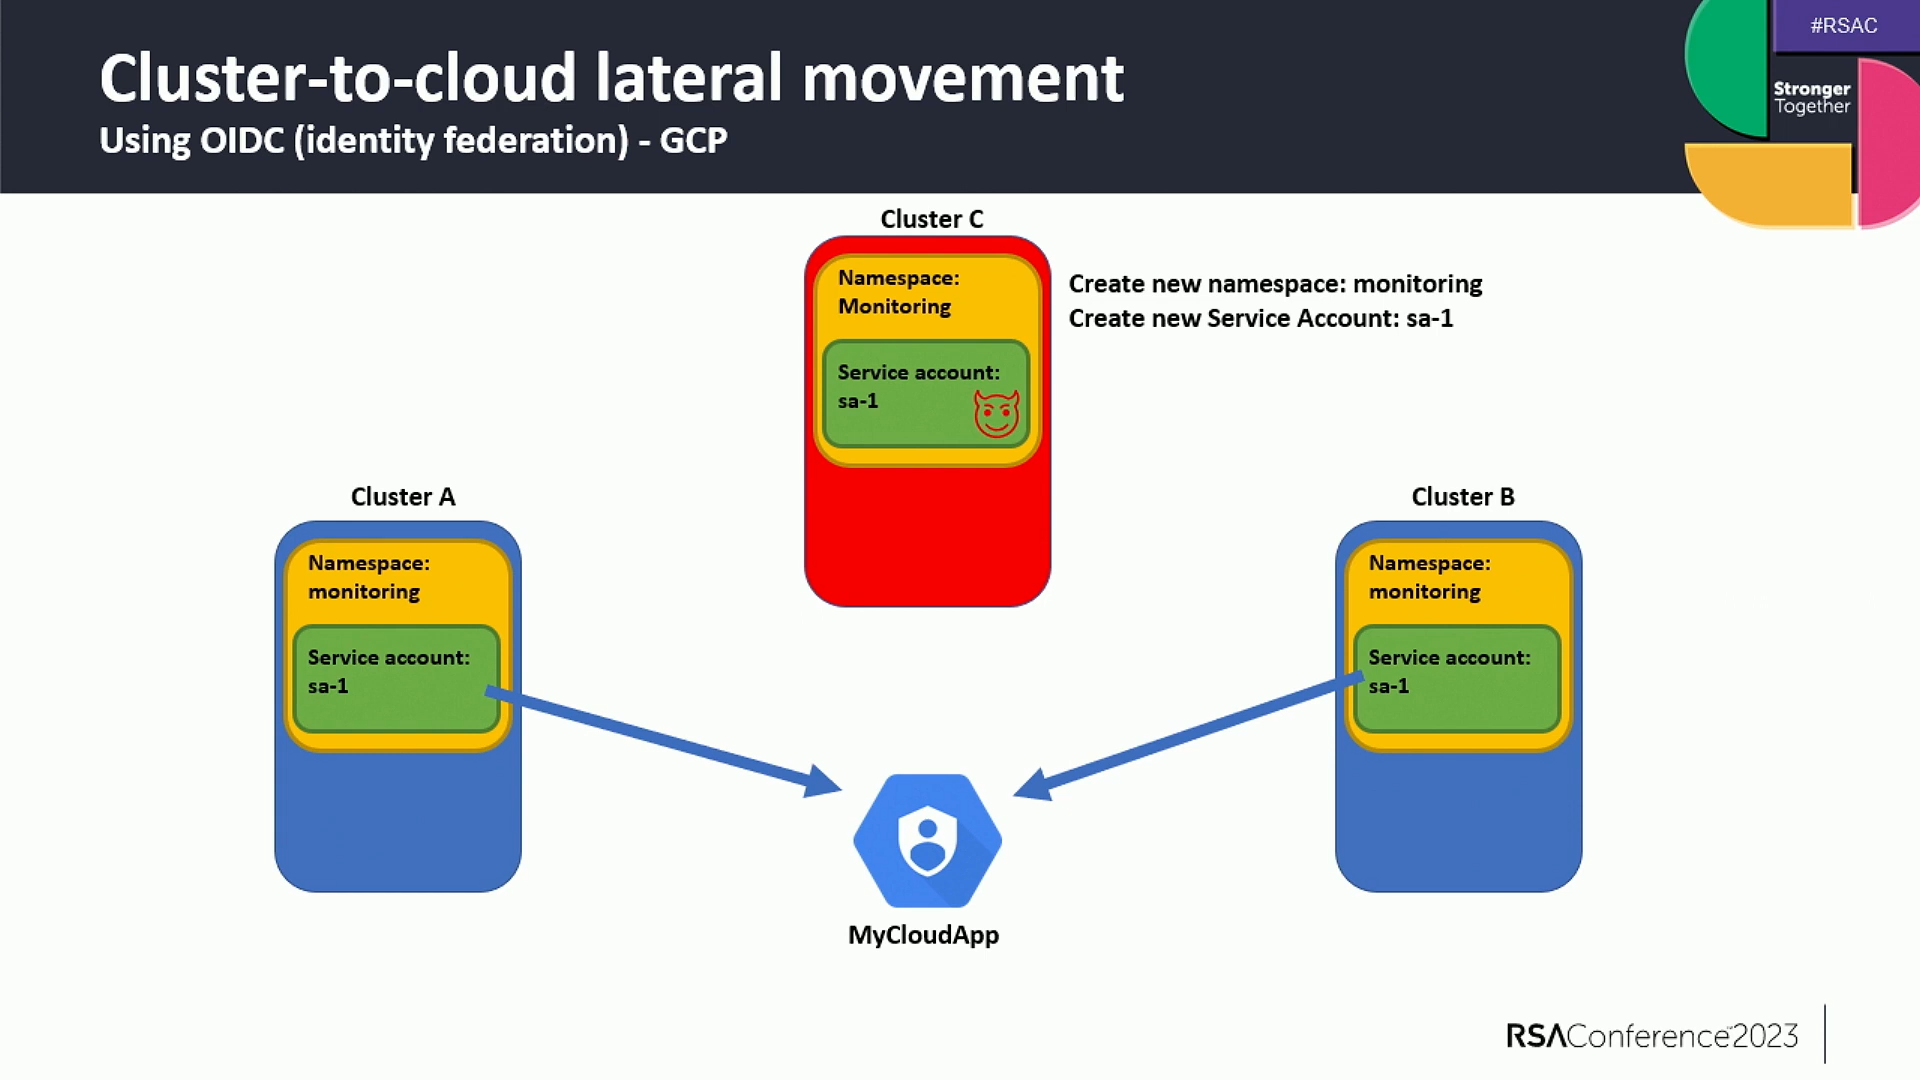 Cluster-to-cloud lateral movement
Using OIDC (identity federation) - GCP
#RSAC
Stronger
Together
Cluster C
Namespace:
Monitoring
Service account:
sa-1
Create new namespace: monitoring
Create new Service Account: sa-1
Cluster A
Namespace:
monitoring
Service account:
sa-1
Cluster B
Namespace:
monitoring
Service account:
sa-1
MyCloudApp
RSAConference™2023